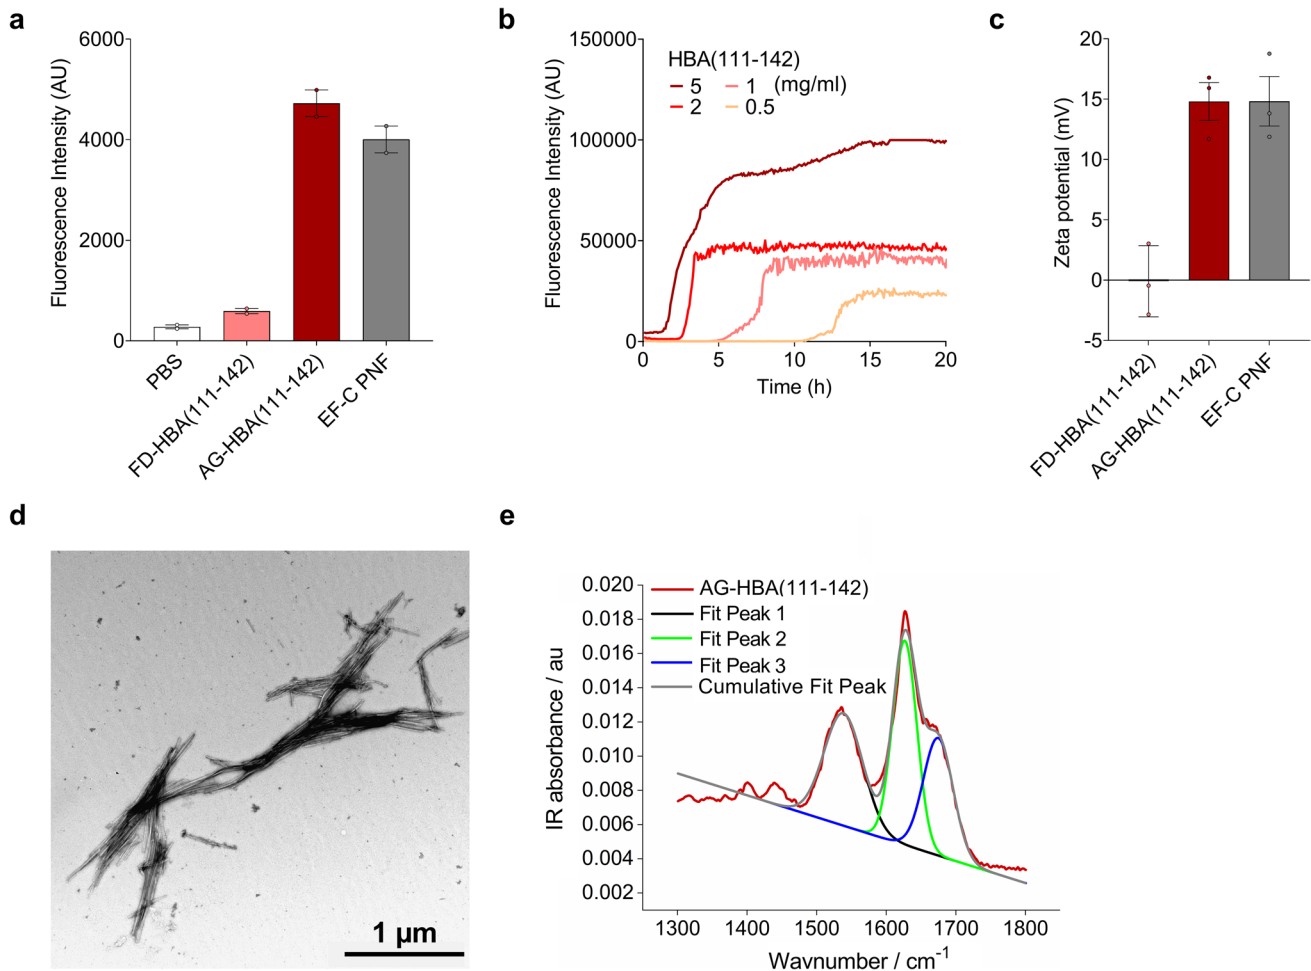 a
Fluorescence Intensity (AU)
6000
4000
2000
0
PBS
FD-HBA(111-142)
AG-HBA(111-142)
EF-C PNF
b
Fluorescence Intensity (AU)
150000
100000
50000
0
HBA(111-142)
5 1 (mg/ml)
2 0.5
0 5 10 15 20
Time (h)
c
Zeta potential (mV)
20
15
10
5
0
-5
FD-HBA(111-142)
AG-HBA(111-142)
EF-C PNF
d
1 µm
e
IR absorbance / au
0.020
0.018
0.016
0.014
0.012
0.010
0.008
0.006
0.004
0.002
AG-HBA(111-142)
Fit Peak 1
Fit Peak 2
Fit Peak 3
Cumulative Fit Peak
1300 1400 1500 1600 1700 1800
Wavnumber / cm⁻¹